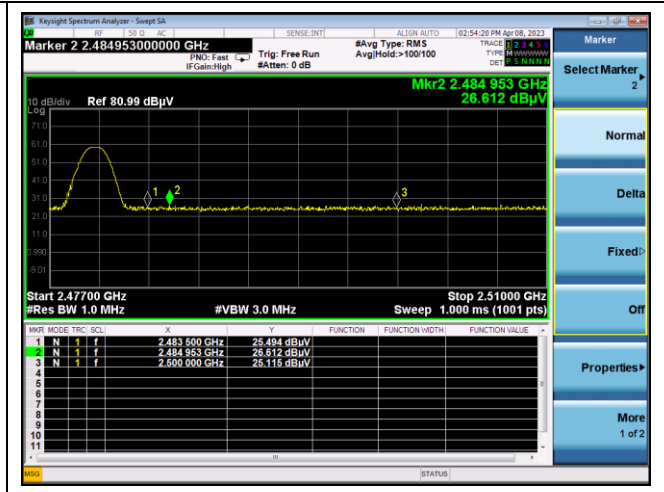 Keysight Spectrum Analyzer - Swept SA
RF 50 Ω AC SENSE:INT ALIGN AUTO 02:54:20 PM Apr 08, 2023
Marker 2 2.484953000000 GHz
PNO: Fast
IFGain:High
Trig: Free Run
#Atten: 0 dB
#Avg Type: RMS
Avg|Hold:>100/100
TRACE 1 2 3 4 5 6
TYPE M WWWWW
DET P S N N N N
Mkr2 2.484 953 GHz
26.612 dBµV
10 dB/div Ref 80.99 dBµV
Log
71.0
61.0
51.0
41.0
31.0
21.0
11.0
0.990
-9.01
1
2
3
Start 2.47700 GHz
Stop 2.51000 GHz
#Res BW 1.0 MHz
#VBW 3.0 MHz
Sweep 1.000 ms (1001 pts)
MKR MODE TRC SCL X Y FUNCTION FUNCTION WIDTH FUNCTION VALUE
1 N 1 f 2.483 500 GHz 25.494 dBµV
2 N 1 f 2.484 953 GHz 26.612 dBµV
3 N 1 f 2.500 000 GHz 25.115 dBµV
4
5
6
7
8
9
10
11
MSG
STATUS
Marker
Select Marker
2
Normal
Delta
Fixed
Off
Properties
More
1 of 2